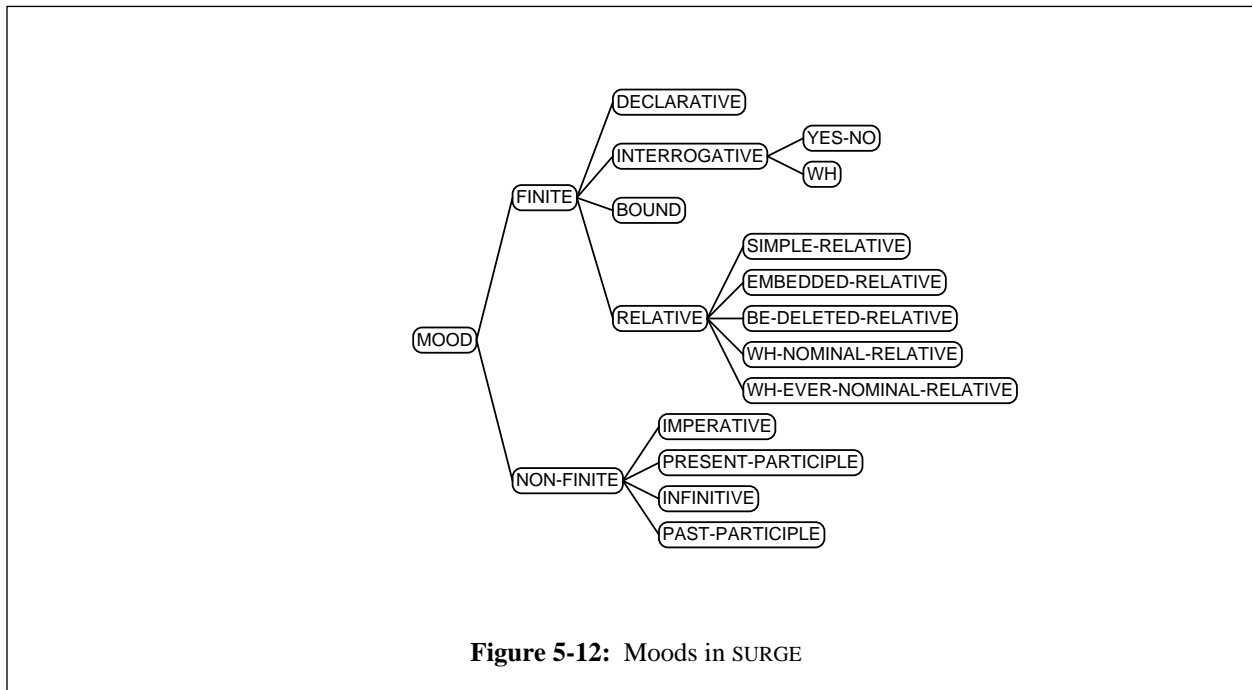 DECLARATIVE
YES-NO
INTERROGATIVE
WH
FINITE
BOUND
SIMPLE-RELATIVE
EMBEDDED-RELATIVE
RELATIVE
BE-DELETED-RELATIVE
MOOD
WH-NOMINAL-RELATIVE
WH-EVER-NOMINAL-RELATIVE
IMPERATIVE
PRESENT-PARTICIPLE
NON-FINITE
INFINITIVE
PAST-PARTICIPLE
Figure 5-12: Moods in SURGE